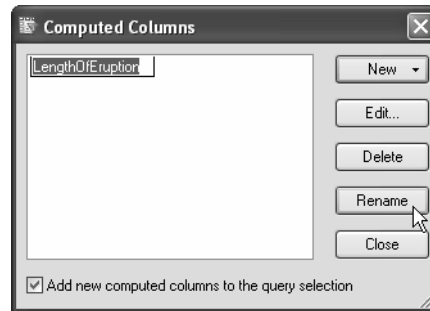 Computed Columns
LengthOfEruption
New
Edit...
Delete
Rename
Close
Add new computed columns to the query selection